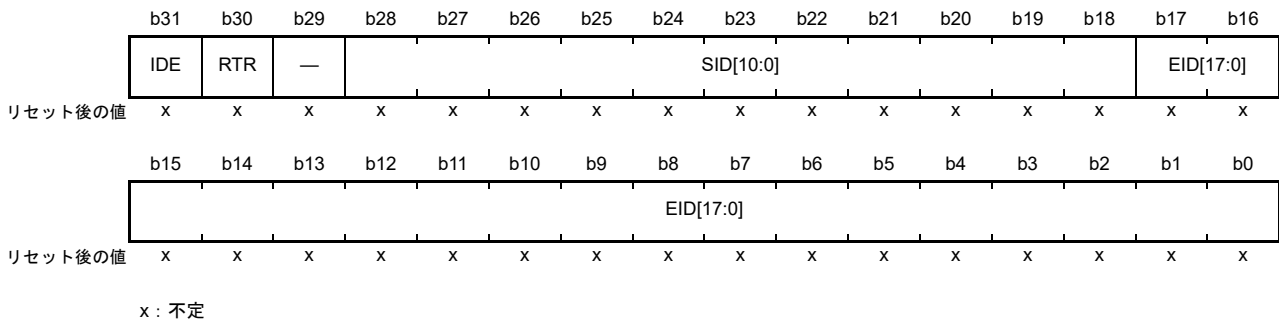 b31 b30 b29 b28 b27 b26 b25 b24 b23 b22 b21 b20 b19 b18 b17 b16
IDE RTR — SID[10:0] EID[17:0]
リセット後の値 x x x x x x x x x x x x x x x x
b15 b14 b13 b12 b11 b10 b9 b8 b7 b6 b5 b4 b3 b2 b1 b0
EID[17:0]
リセット後の値 x x x x x x x x x x x x x x x x
x：不定